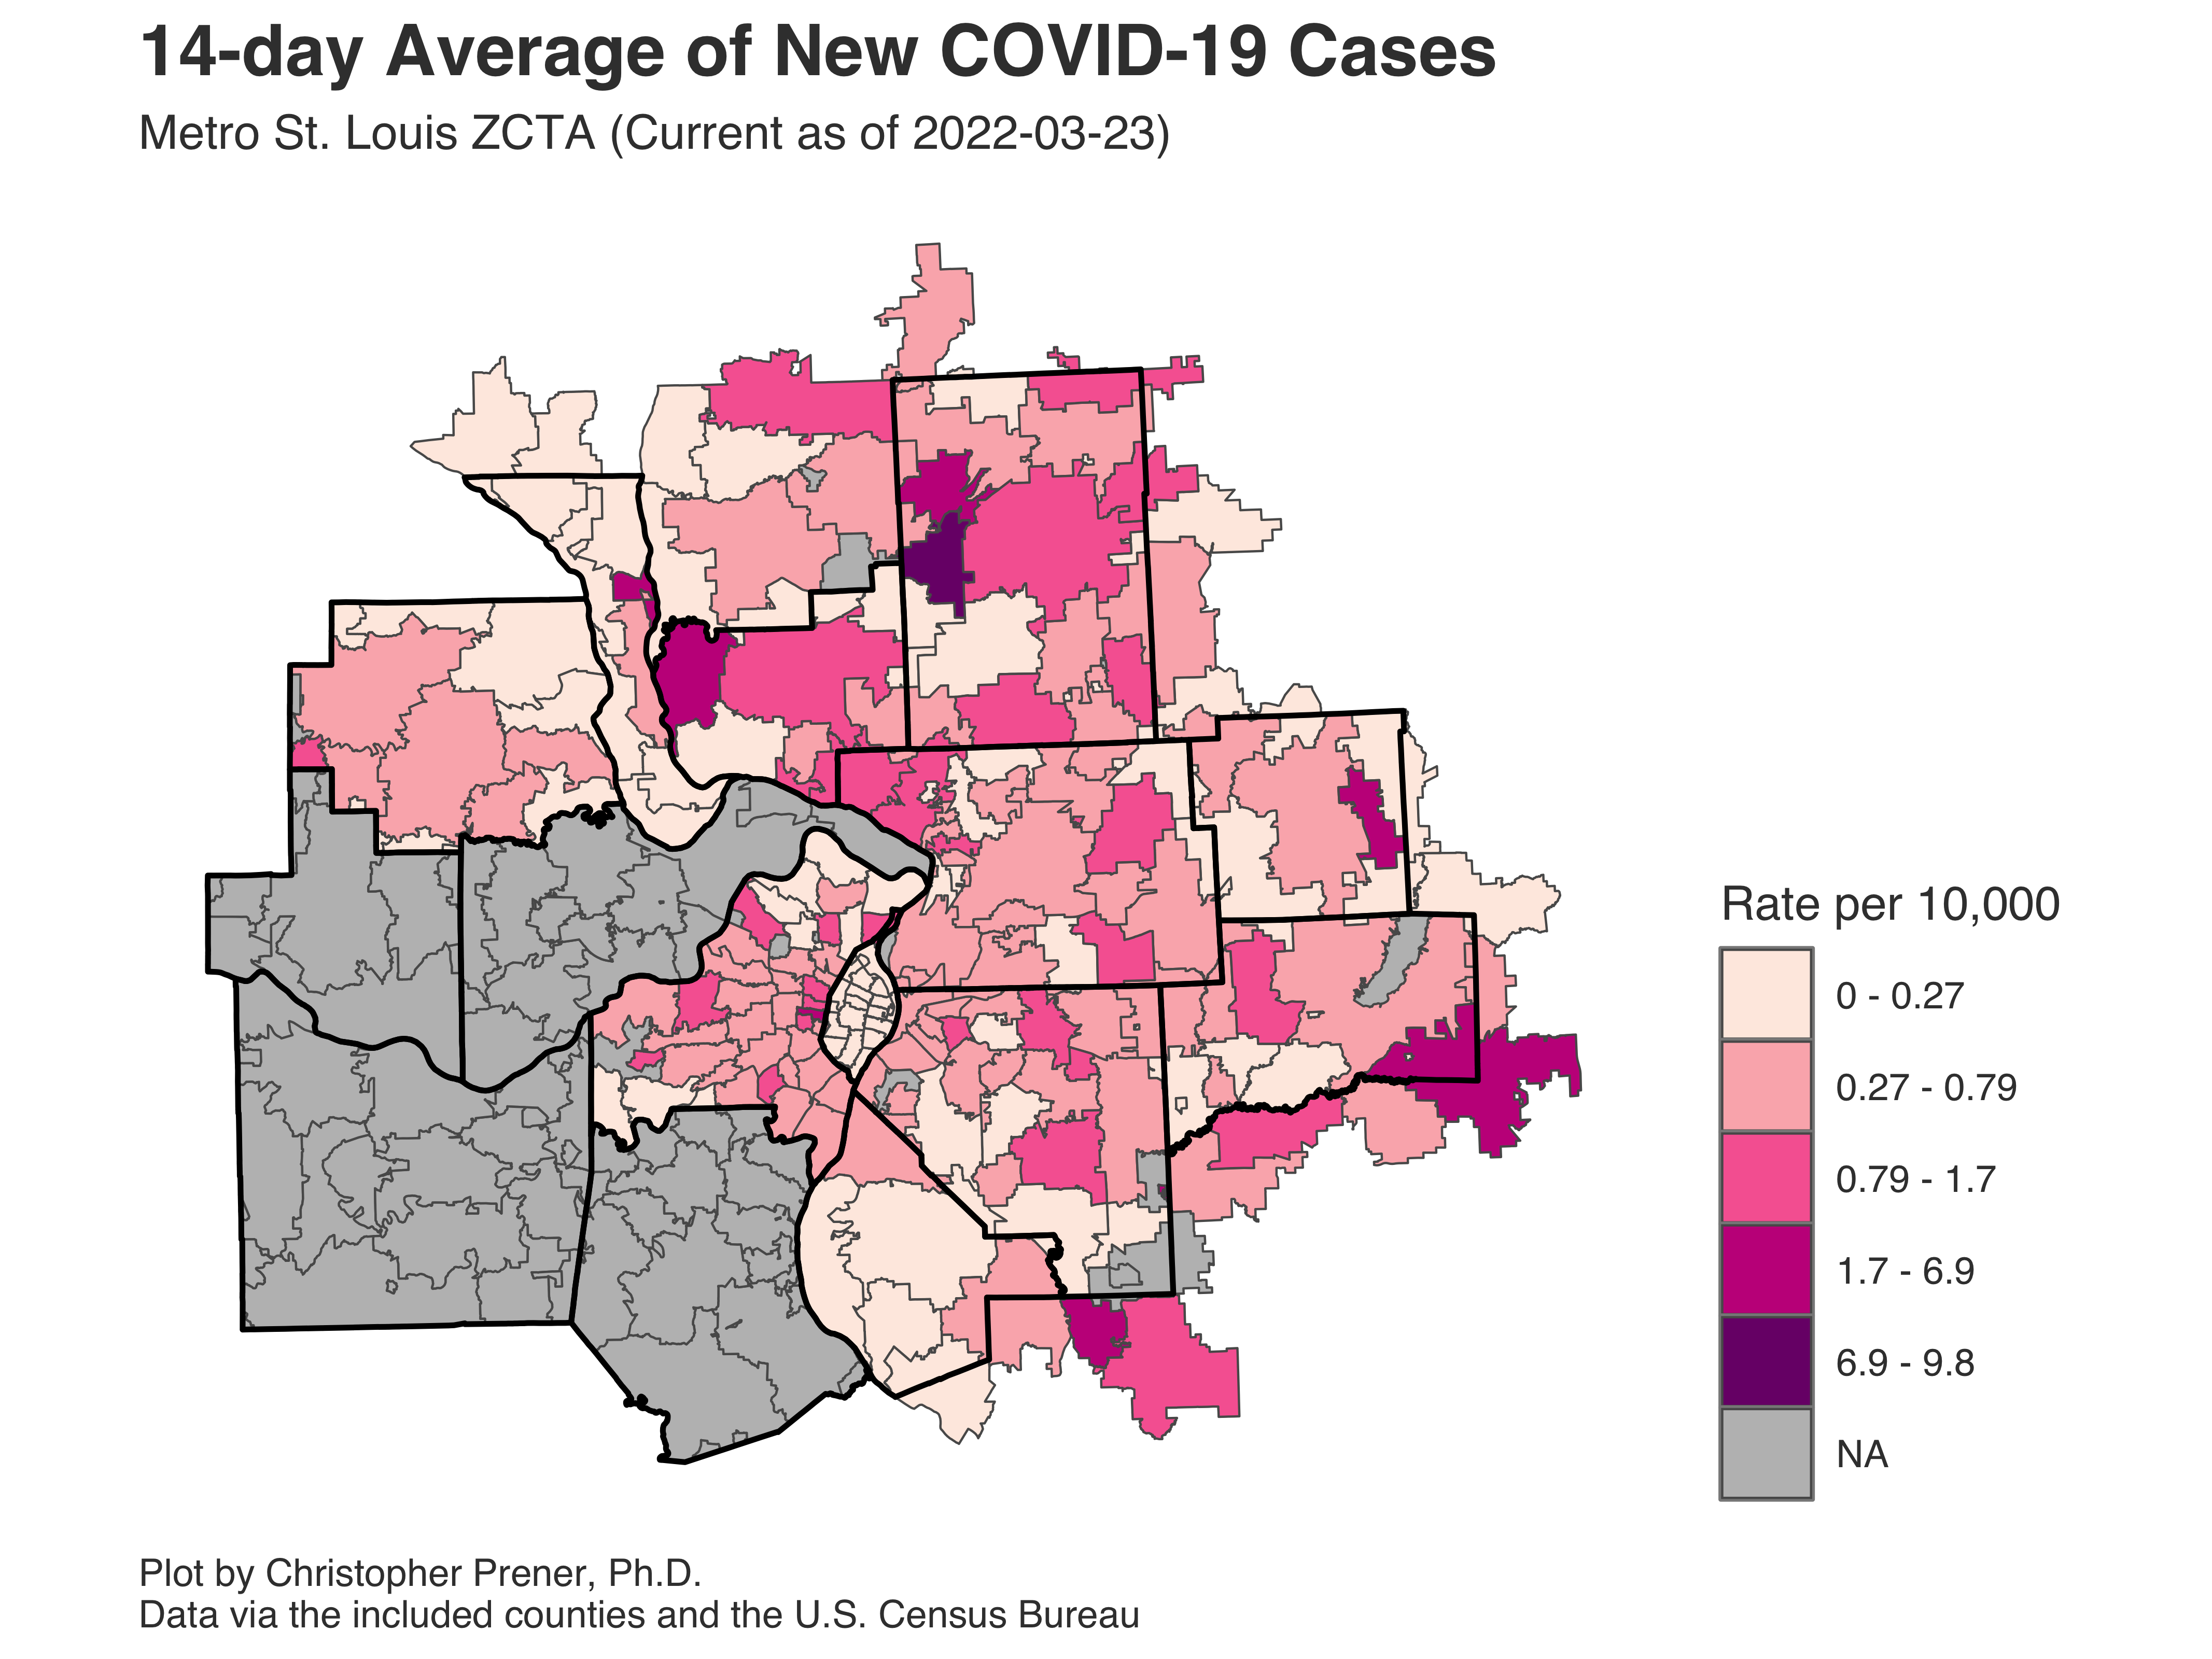 14-day Average of New COVID-19 Cases
Metro St. Louis ZCTA (Current as of 2022-03-23)
Rate per 10,000
0 - 0.27
0.27 - 0.79
0.79 - 1.7
1.7 - 6.9
6.9 - 9.8
NA
Plot by Christopher Prener, Ph.D.
Data via the included counties and the U.S. Census Bureau